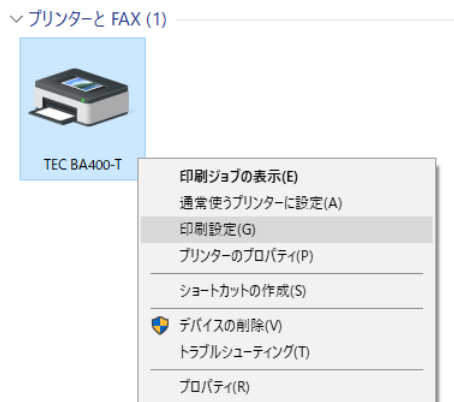 プリンターと FAX (1)
TEC BA400-T
印刷ジョブの表示(E)
通常使うプリンターに設定(A)
印刷設定(G)
プリンターのプロパティ(P)
ショートカットの作成(S)
デバイスの削除(V)
トラブルシューティング(T)
プロパティ(R)